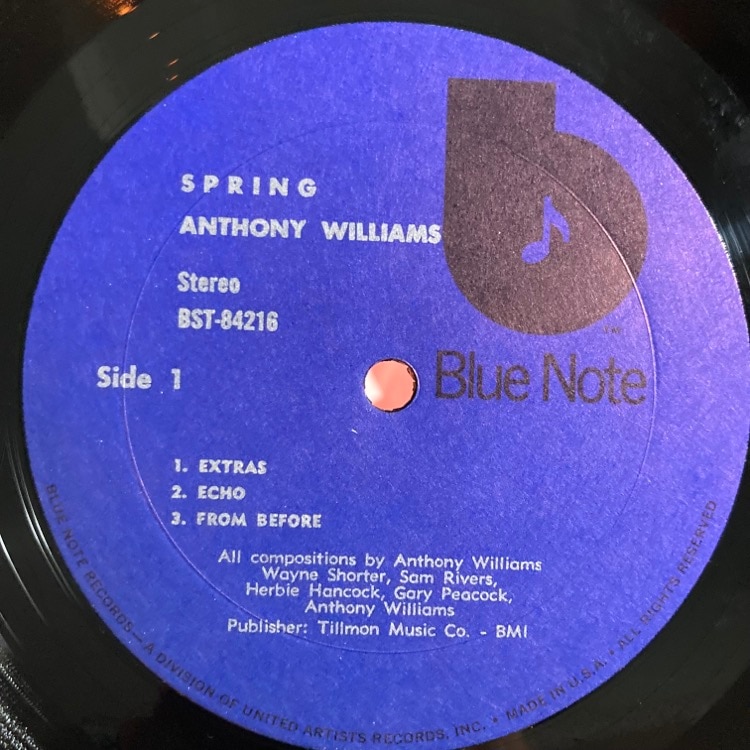 SPRING
ANTHONY WILLIAMS
Stereo
BST-84216
Side 1
Blue Note
1. EXTRAS
2. ECHO
3. FROM BEFORE
All compositions by Anthony Williams
Wayne Shorter, Sam Rivers,
Herbie Hancock, Gary Peacock,
Anthony Williams
Publisher: Tillmon Music Co. - BMI
BLUE NOTE RECORDS—A DIVISION OF UNITED ARTISTS RECORDS, INC. • MADE IN U.S.A. • ALL RIGHTS RESERVED